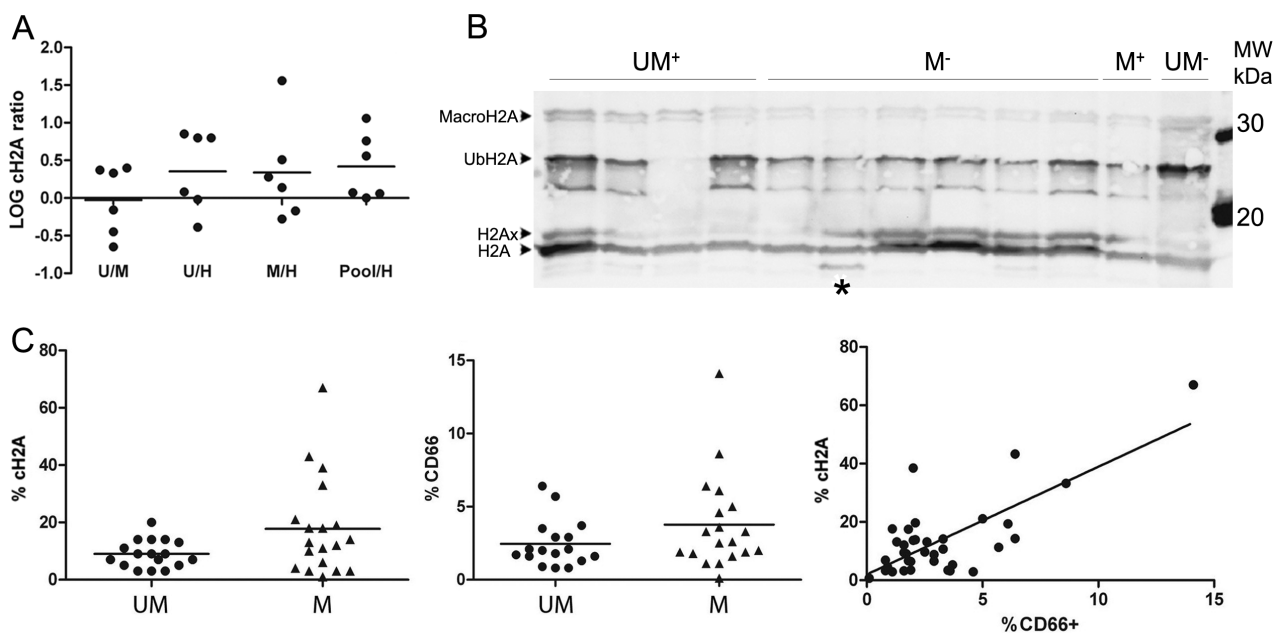 A
LOG cH2A ratio
2.0
1.5
1.0
0.5
0.0
-0.5
-1.0
U/M
U/H
M/H
Pool/H
B
UM+
M-
M+
UM-
MW
kDa
MacroH2A
UbH2A
H2Ax
H2A
30
20
*
C
% cH2A
80
60
40
20
0
UM
M
% CD66
15
10
5
0
UM
M
% cH2A
80
60
40
20
0
0
5
10
15
%CD66+